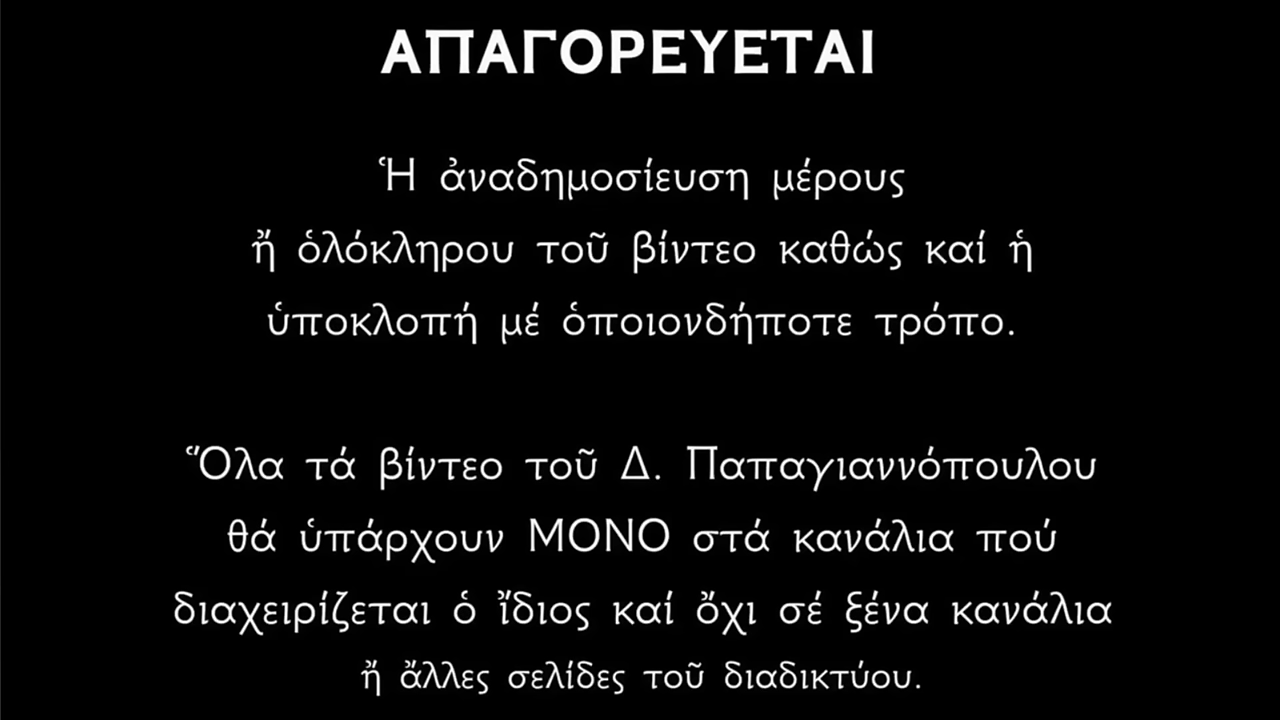 ΑΠΑΓΟΡΕΥΕΤΑΙ
Ἡ ἀναδημοσίευση μέρους
ἤ ὁλόκληρου τοῦ βίντεο καθώς καί ἡ
ὑποκλοπή μέ ὁποιονδήποτε τρόπο.
Ὅλα τά βίντεο τοῦ Δ. Παπαγιαννόπουλου
θά ὑπάρχουν ΜΟΝΟ στά κανάλια πού
διαχειρίζεται ὁ ἴδιος καί ὄχι σέ ξένα κανάλια
ἤ ἄλλες σελίδες τοῦ διαδικτύου.